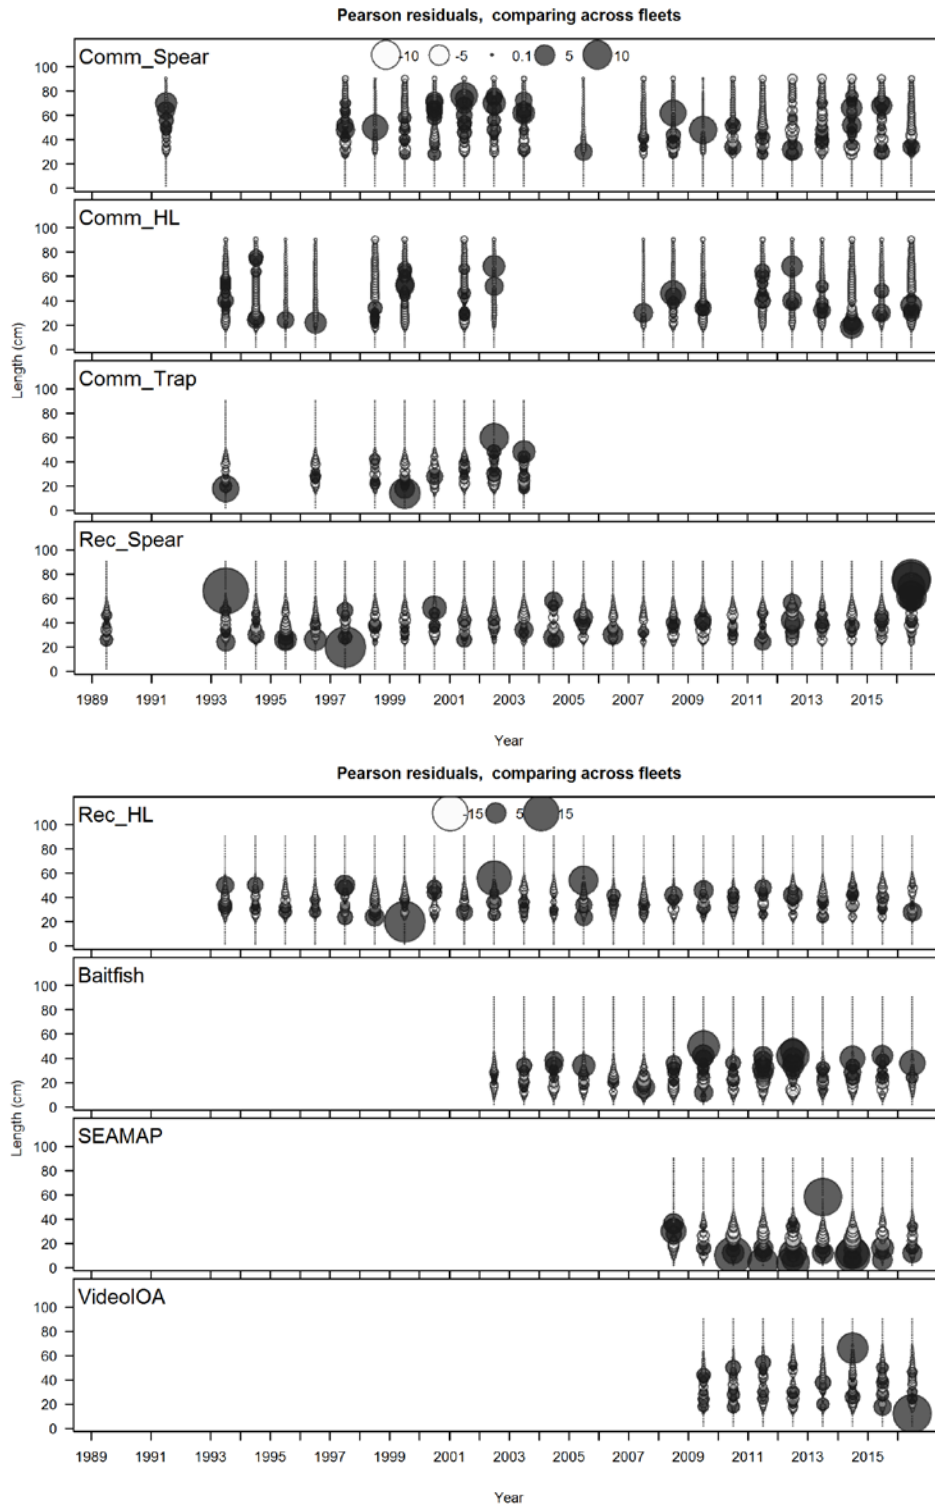 Pearson residuals, comparing across fleets
Comm_Spear
-10 -5 0.1 5 10
100
80
60
40
20
0
Comm_HL
100
80
60
40
20
0
Length (cm)
Comm_Trap
100
80
60
40
20
0
Rec_Spear
100
80
60
40
20
0
1989 1991 1993 1995 1997 1999 2001 2003 2005 2007 2009 2011 2013 2015
Year
Pearson residuals, comparing across fleets
Rec_HL
-15 5 15
100
80
60
40
20
0
Baitfish
100
80
60
40
20
0
Length (cm)
SEAMAP
100
80
60
40
20
0
VideoIOA
100
80
60
40
20
0
1989 1991 1993 1995 1997 1999 2001 2003 2005 2007 2009 2011 2013 2015
Year